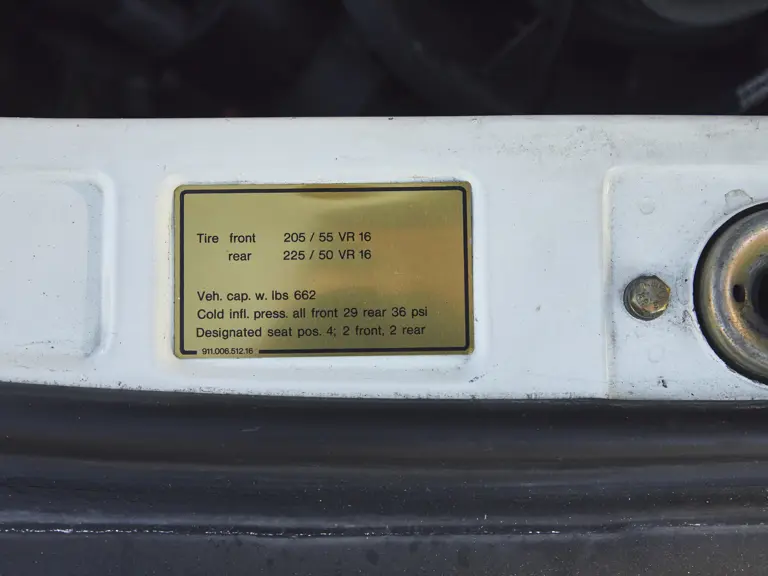 Tire front 205 / 55 VR 16
rear 225 / 50 VR 16
Veh. cap. w. lbs 662
Cold infl. press. all front 29 rear 36 psi
Designated seat pos. 4; 2 front, 2 rear
911.006.512.16